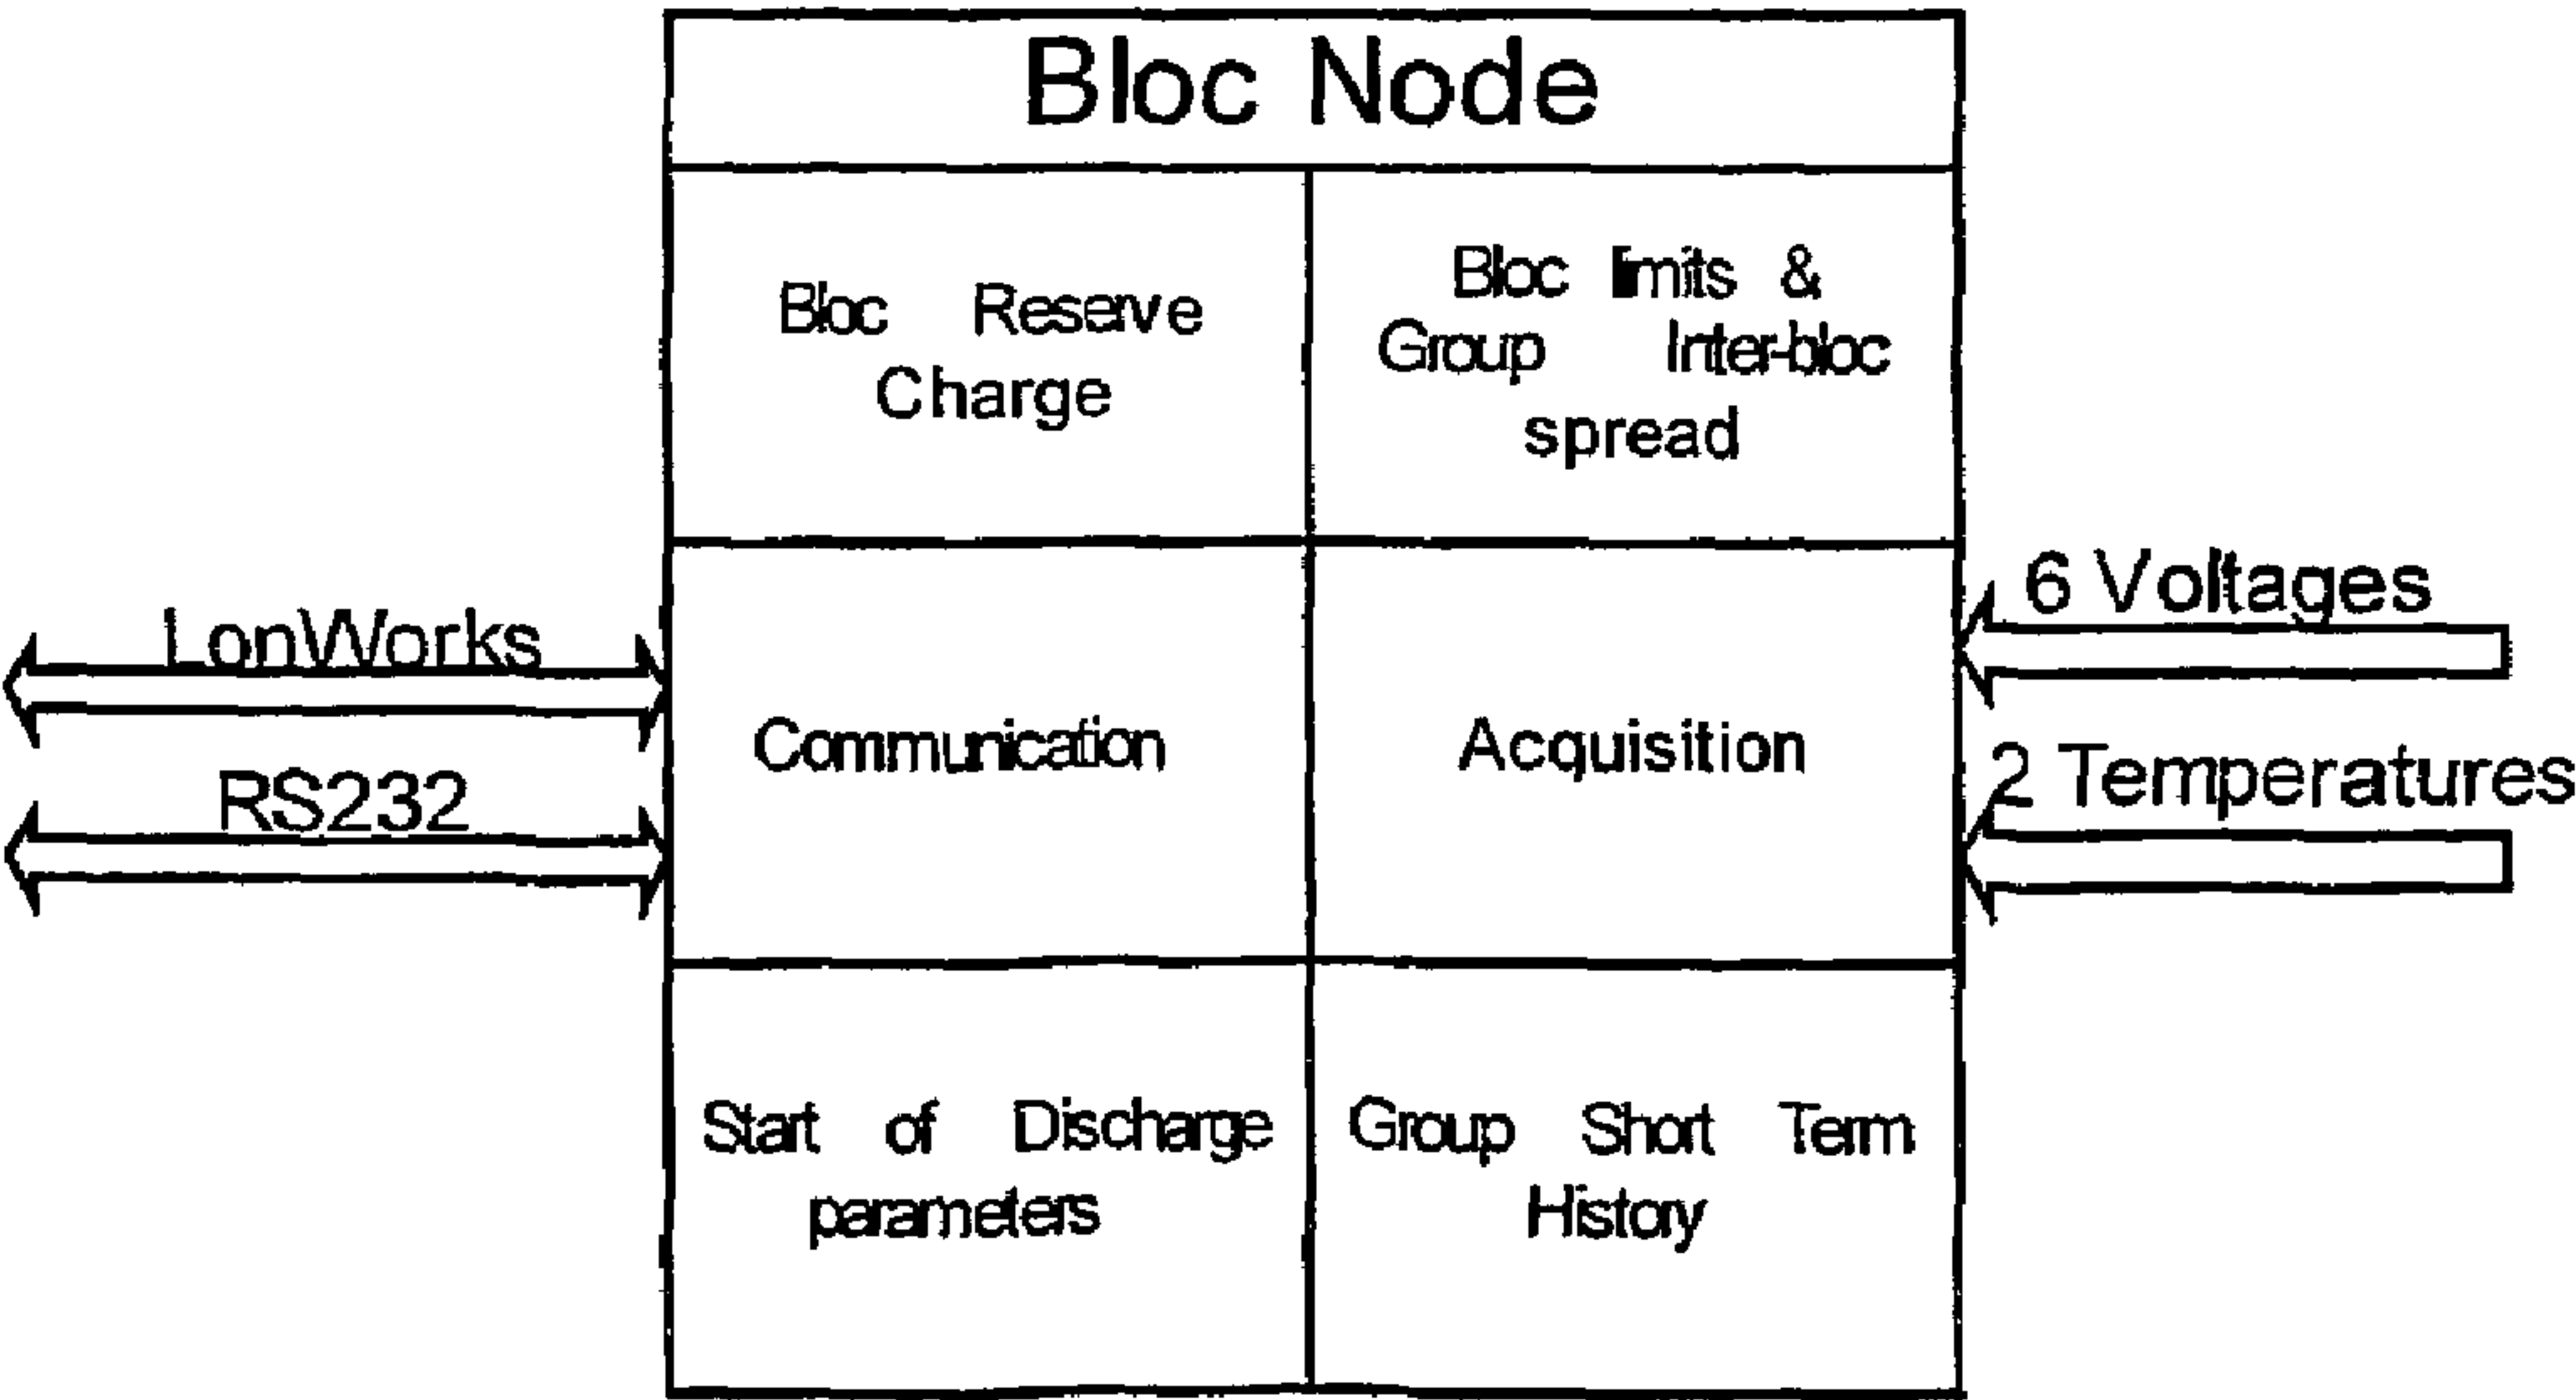 Bloc Node
Bloc Reserve
Charge
Bloc limits &
Group Inter-bloc
spread
LonWorks
RS232
Communication
Acquisition
6 Voltages
2 Temperatures
Start of Discharge
parameters
Group Short Term
History